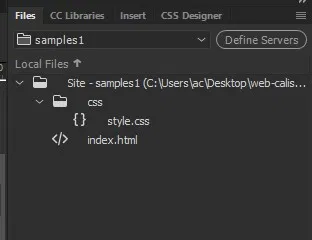 Files CC Libraries Insert CSS Designer
samples1 Define Servers
Local Files
Site - samples1 (C:\Users\ac\Desktop\web-calis...
css
{} style.css
</> index.html